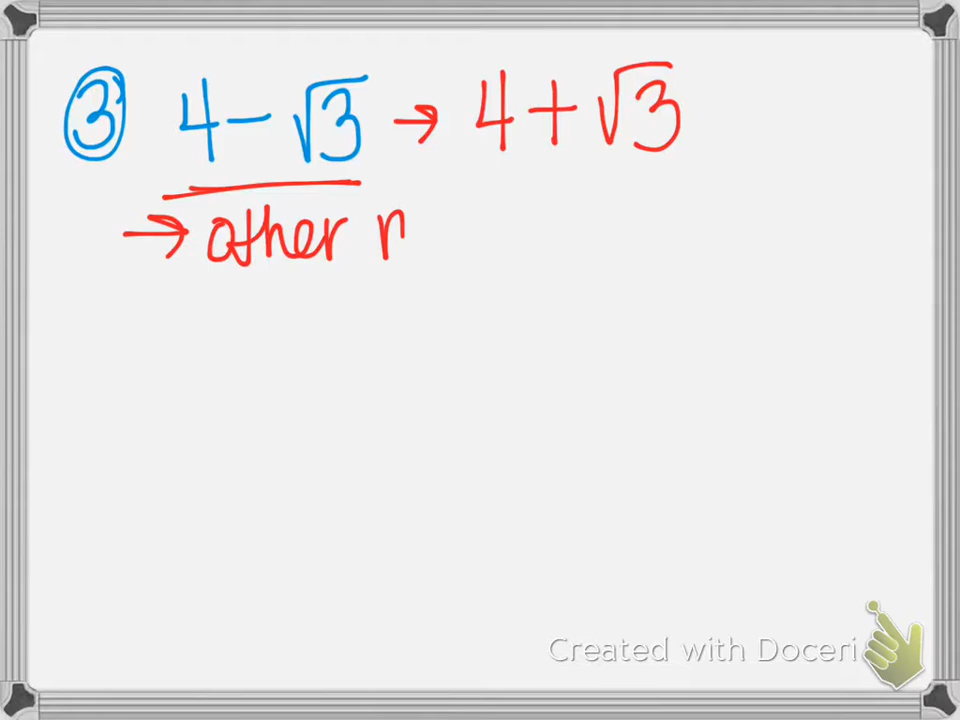 ③ 4 - √3 → 4 + √3
→ other r
Created with Doceri